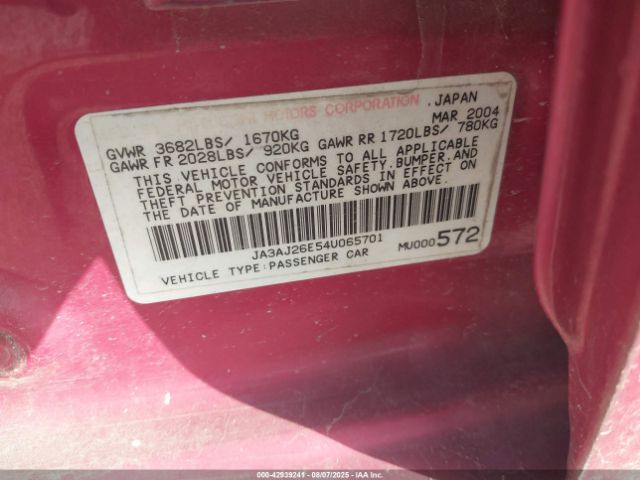 MOTORS CORPORATION , JAPAN
MAR 2004
GVWR 3682LBS/ 1670KG
GAWR FR 2028LBS/ 920KG GAWR RR 1720LBS/ 780KG
THIS VEHICLE CONFORMS TO ALL APPLICABLE
FEDERAL MOTOR VEHICLE SAFETY,BUMPER,AND
THEFT PREVENTION STANDARDS IN EFFECT ON
THE DATE OF MANUFACTURE SHOWN ABOVE.
JA3AJ26E54U065701
MU000572
VEHICLE TYPE:PASSENGER CAR
000-42939241 - 08/07/2025 - IAAI.COM